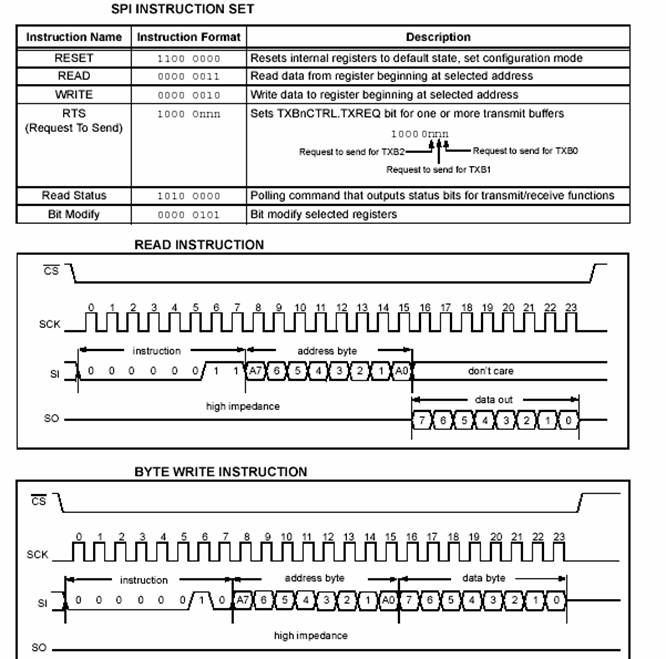 SPI INSTRUCTION SET
Instruction Name Instruction Format Description
RESET 1100 0000 Resets internal registers to default state, set configuration mode
READ 0000 0011 Read data from register beginning at selected address
WRITE 0000 0010 Write data to register beginning at selected address
RTS 1000 0nnn Sets TXBnCTRL.TXREQ bit for one or more transmit buffers
(Request To Send)
1000 0nnn
Request to send for TXB2 Request to send for TXB0
Request to send for TXB1
Read Status 1010 0000 Polling command that outputs status bits for transmit/receive functions
Bit Modify 0000 0101 Bit modify selected registers
READ INSTRUCTION
CS
0 1 2 3 4 5 6 7 8 9 10 11 12 13 14 15 16 17 18 19 20 21 22 23
SCK
instruction address byte
SI 0 0 0 0 0 0 1 1 A7 6 5 4 3 2 1 A0 don't care
high impedance data out
SO 7 6 5 4 3 2 1 0
BYTE WRITE INSTRUCTION
CS
0 1 2 3 4 5 6 7 8 9 10 11 12 13 14 15 16 17 18 19 20 21 22 23
SCK
instruction address byte data byte
SI 0 0 0 0 0 0 1 0 A7 6 5 4 3 2 1 A0 7 6 5 4 3 2 1 0
high impedance
SO